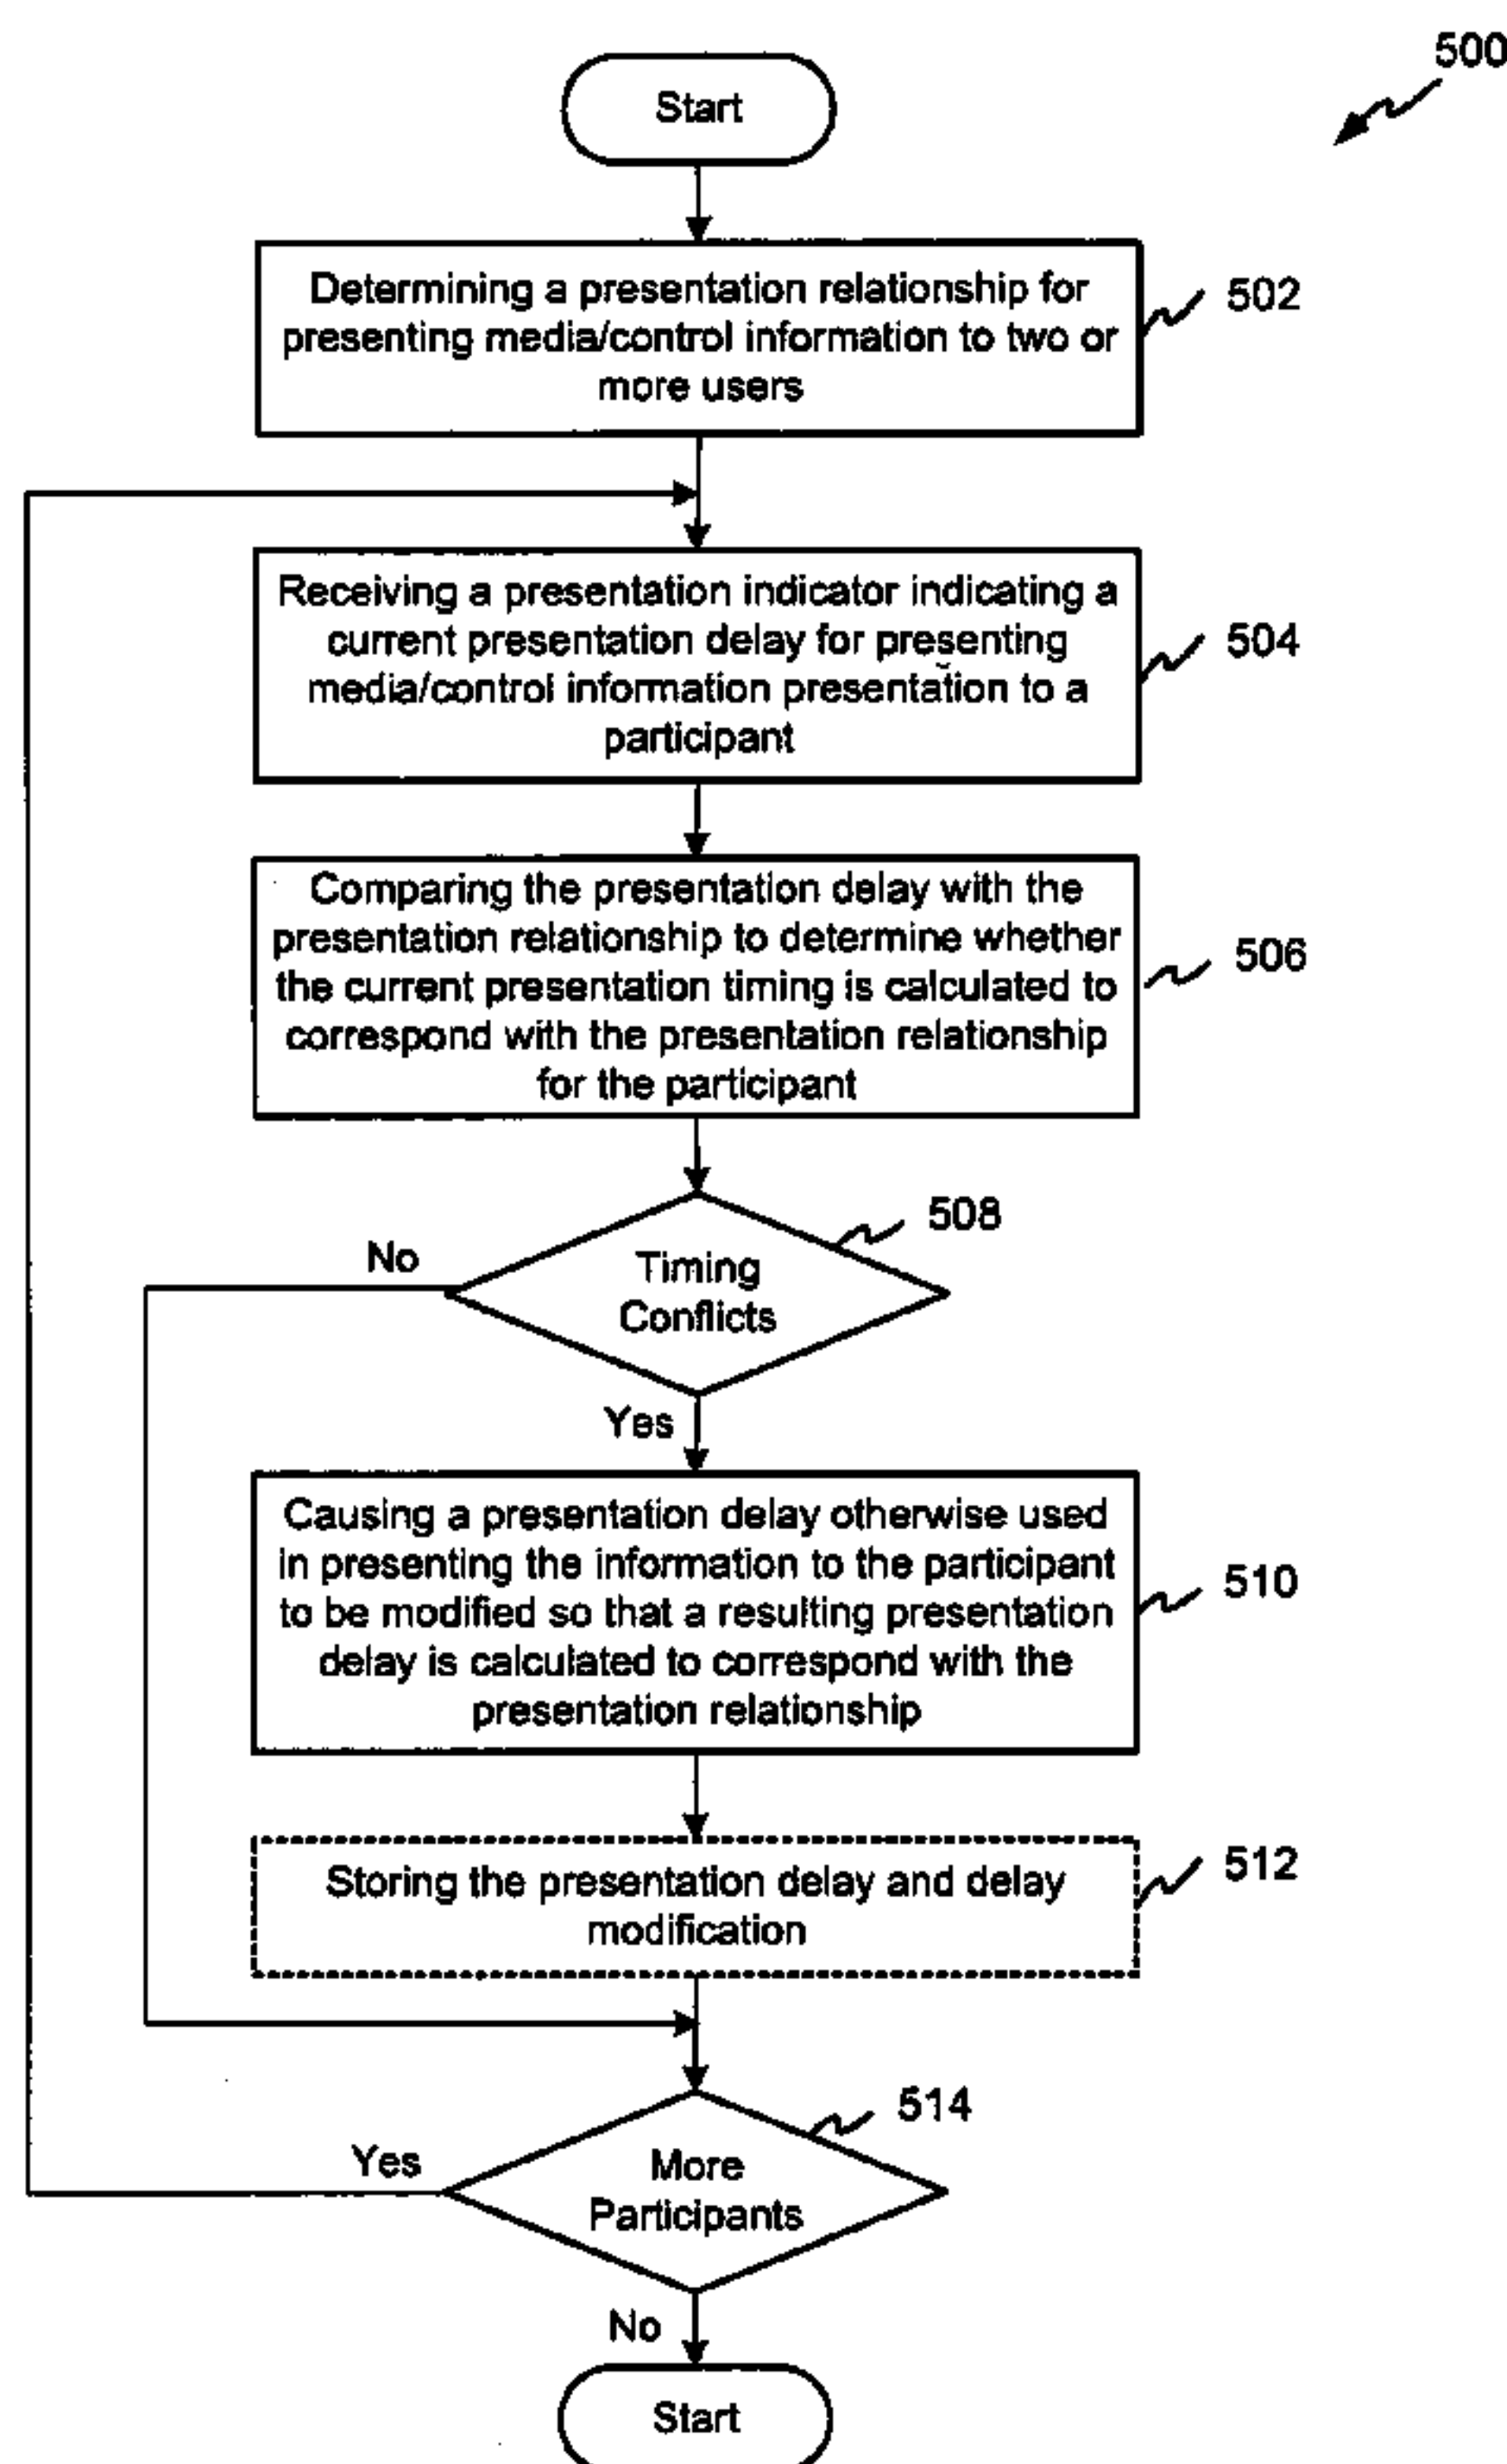 500
Start
Determining a presentation relationship for
presenting media/control information to two or
more users
502
Receiving a presentation indicator indicating a
current presentation delay for presenting
media/control information presentation to a
participant
504
Comparing the presentation delay with the
presentation relationship to determine whether
the current presentation timing is calculated to
correspond with the presentation relationship
for the participant
506
508
Timing
Conflicts
No
Yes
Causing a presentation delay otherwise used
in presenting the information to the participant
to be modified so that a resulting presentation
delay is calculated to correspond with the
presentation relationship
510
Storing the presentation delay and delay
modification
512
514
More
Participants
Yes
No
Start